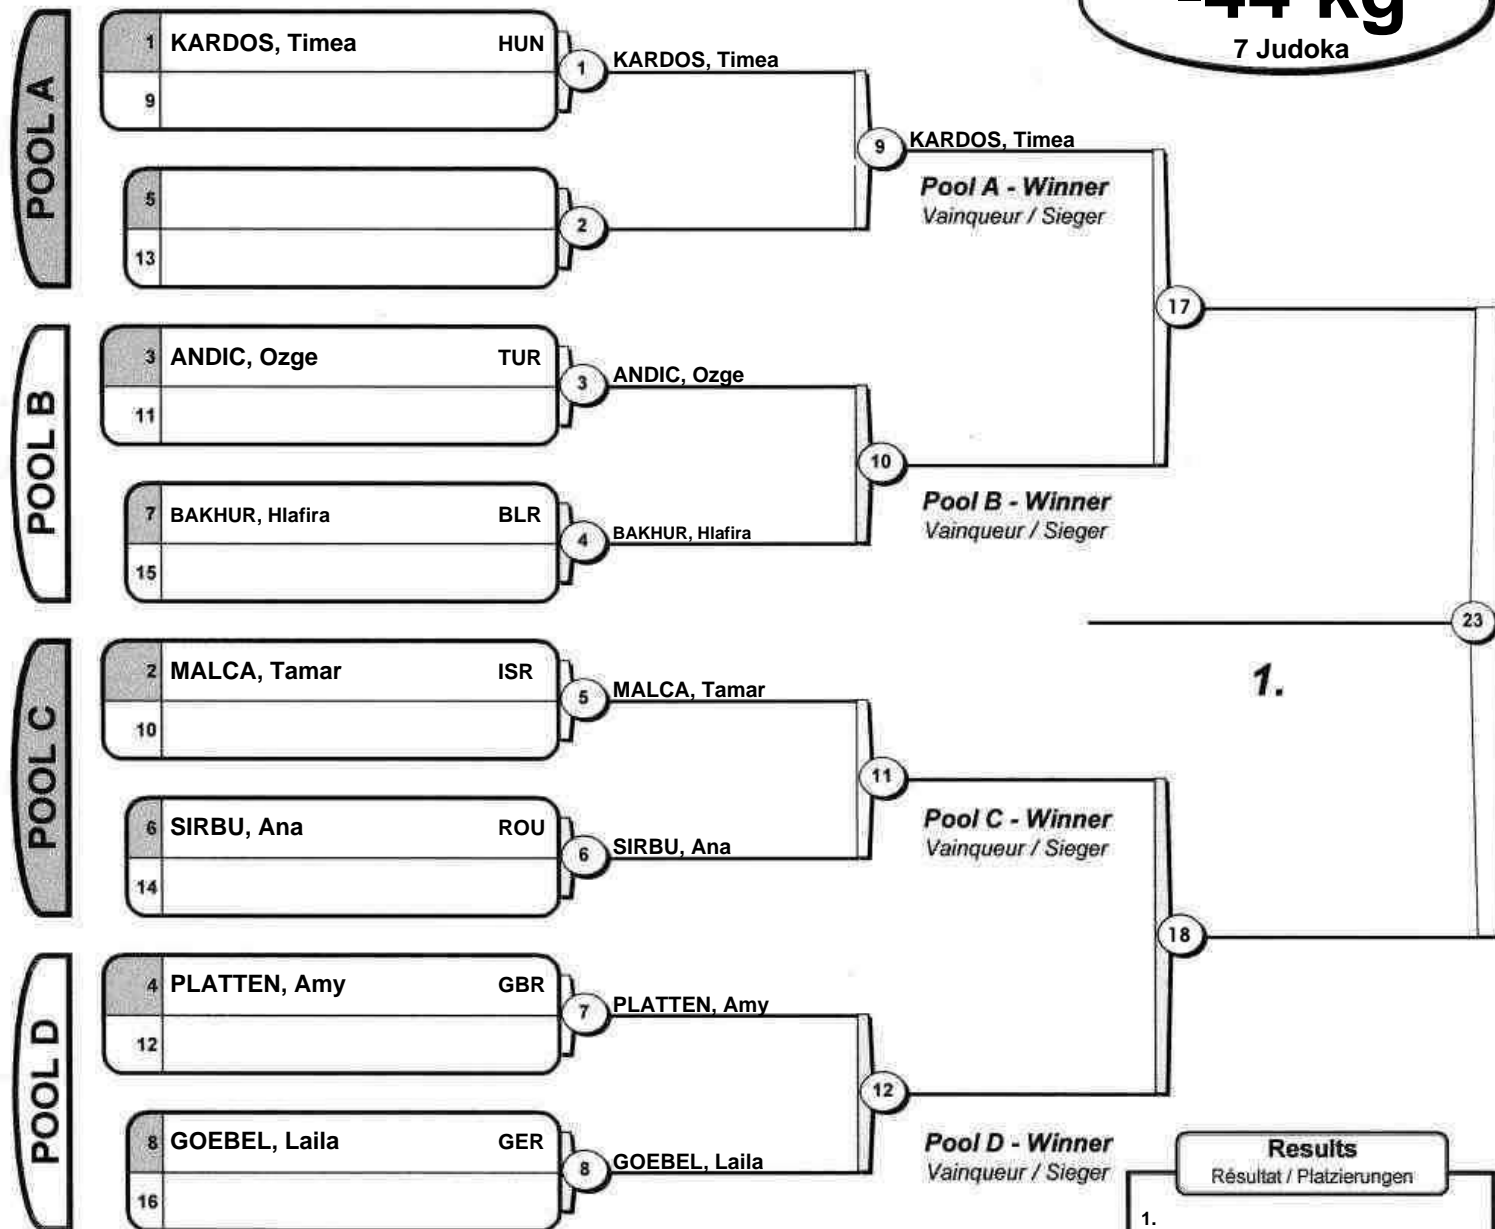 -44 kg
7 Judoka
POOL A
1 KARDOS, Timea HUN
9
1
KARDOS, Timea
5
13
2
9
KARDOS, Timea
Pool A - Winner
Vainqueur / Sieger
POOL B
3 ANDIC, Ozge TUR
11
3
ANDIC, Ozge
7 BAKHUR, Hlafira BLR
15
4
BAKHUR, Hlafira
10
Pool B - Winner
Vainqueur / Sieger
17
POOL C
2 MALCA, Tamar ISR
10
5
MALCA, Tamar
6 SIRBU, Ana ROU
14
6
SIRBU, Ana
11
Pool C - Winner
Vainqueur / Sieger
POOL D
4 PLATTEN, Amy GBR
12
7
PLATTEN, Amy
8 GOEBEL, Laila GER
16
8
GOEBEL, Laila
12
Pool D - Winner
Vainqueur / Sieger
18
23
1.
Results
Résultat / Platzierungen
1.